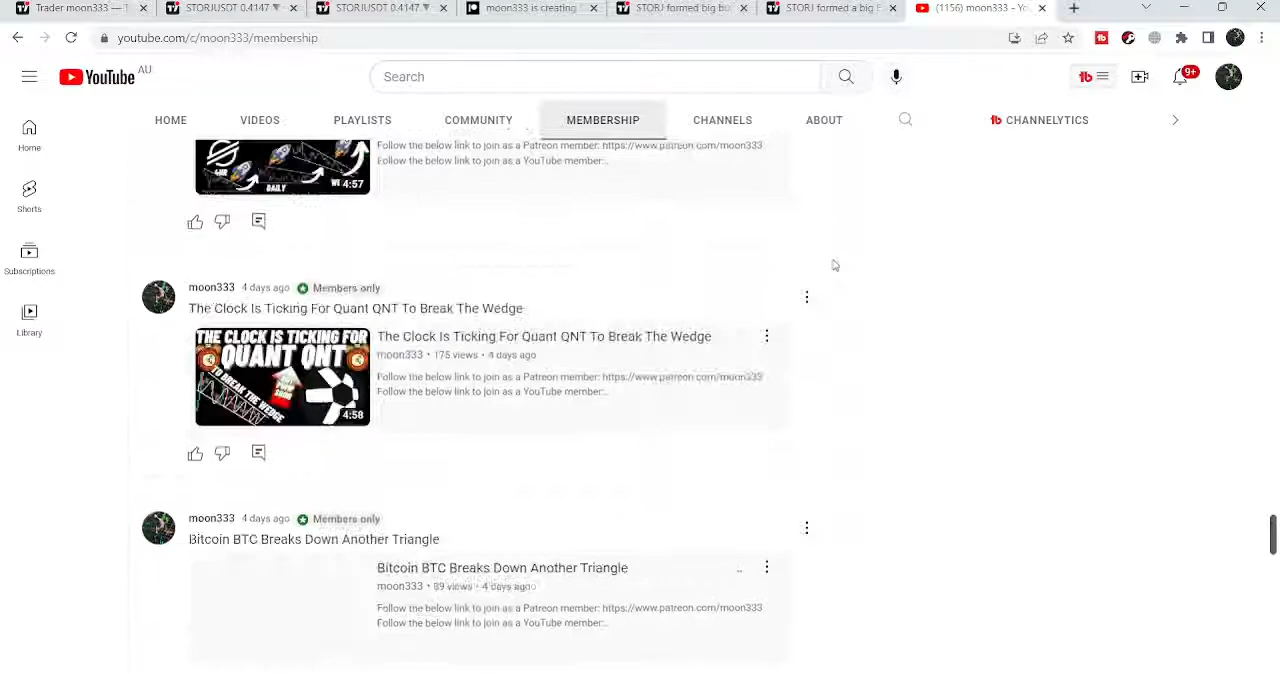 Trader moon333 —
STORJUSDT 0.4147 ▼
STORJUSDT 0.4147 ▼
moon333 is creating
STORJ formed big bu
STORJ formed a big B
(1156) moon333 - Yo
youtube.com/c/moon333/membership
YouTube AU
Search
9+
HOME VIDEOS PLAYLISTS COMMUNITY MEMBERSHIP CHANNELS ABOUT CHANNELYTICS
Home
Shorts
Subscriptions
Library
Follow the below link to join as a Patreon member: https://www.patreon.com/moon333
Follow the below link to join as a YouTube member:..
4HR
DAILY
4:57
moon333 4 days ago Members only
The Clock Is Ticking For Quant QNT To Break The Wedge
THE CLOCK IS TICKING FOR
QUANT QNT
TO BREAK THE WEDGE
4:58
The Clock Is Ticking For Quant QNT To Break The Wedge
moon333 • 175 views • 4 days ago
Follow the below link to join as a Patreon member: https://www.patreon.com/moon333
Follow the below link to join as a YouTube member:..
moon333 4 days ago Members only
Bitcoin BTC Breaks Down Another Triangle
Bitcoin BTC Breaks Down Another Triangle
moon333 • 89 views • 4 days ago
Follow the below link to join as a Patreon member: https://www.patreon.com/moon333
Follow the below link to join as a YouTube member:..